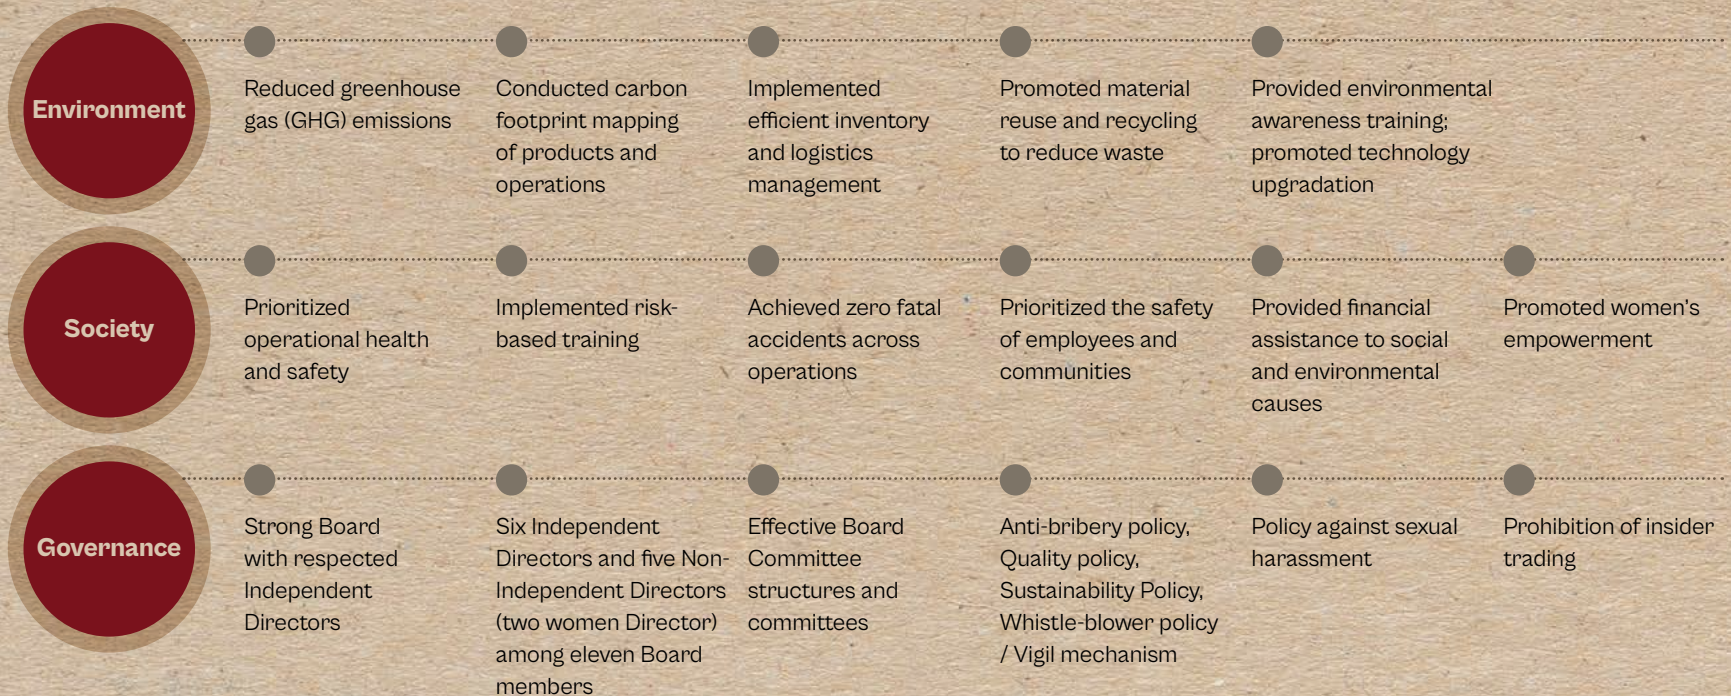 Environment
Reduced greenhouse
gas (GHG) emissions
Conducted carbon
footprint mapping
of products and
operations
Implemented
efficient inventory
and logistics
management
Promoted material
reuse and recycling
to reduce waste
Provided environmental
awareness training;
promoted technology
upgradation
Society
Prioritized
operational health
and safety
Implemented risk-
based training
Achieved zero fatal
accidents across
operations
Prioritized the safety
of employees and
communities
Provided financial
assistance to social
and environmental
causes
Promoted women's
empowerment
Governance
Strong Board
with respected
Independent
Directors
Six Independent
Directors and five Non-
Independent Directors
(two women Director)
among eleven Board
members
Effective Board
Committee
structures and
committees
Anti-bribery policy,
Quality policy,
Sustainability Policy,
Whistle-blower policy
/ Vigil mechanism
Policy against sexual
harassment
Prohibition of insider
trading